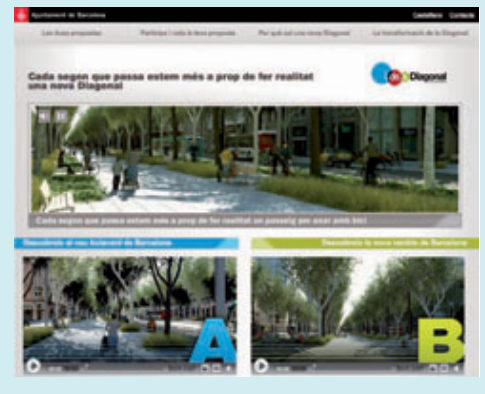 Ajuntament de Barcelona
Castellano Contacte
Les dues propostes
Participa i vota la teva proposta
Per què cal una nova Diagonal
La transformació de la Diagonal
Cada segon que passa estem més a prop de fer realitat
una nova Diagonal
Diagonal
Cada segon que passa estem més a prop de fer realitat un passeig per anar amb bici
Descobreix el nou bulevard de Barcelona
Descobreix la nova rambla de Barcelona
A
B